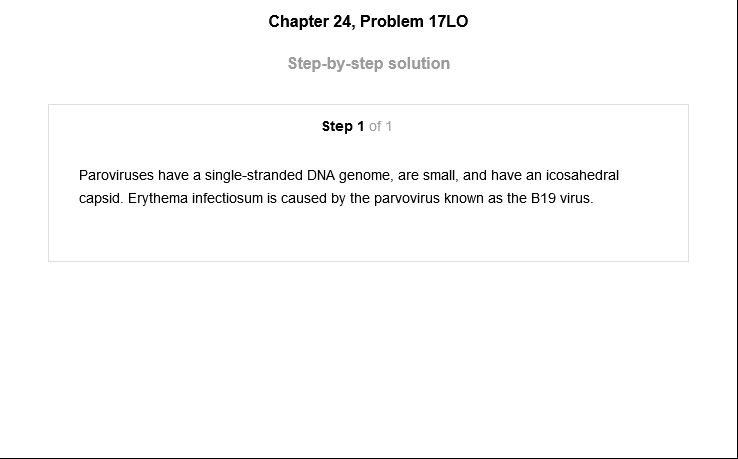 Chapter 24, Problem 17LO
Step-by-step solution
Step 1 of 1
Paroviruses have a single-stranded DNA genome, are small, and have an icosahedral
capsid. Erythema infectiosum is caused by the parvovirus known as the B19 virus.